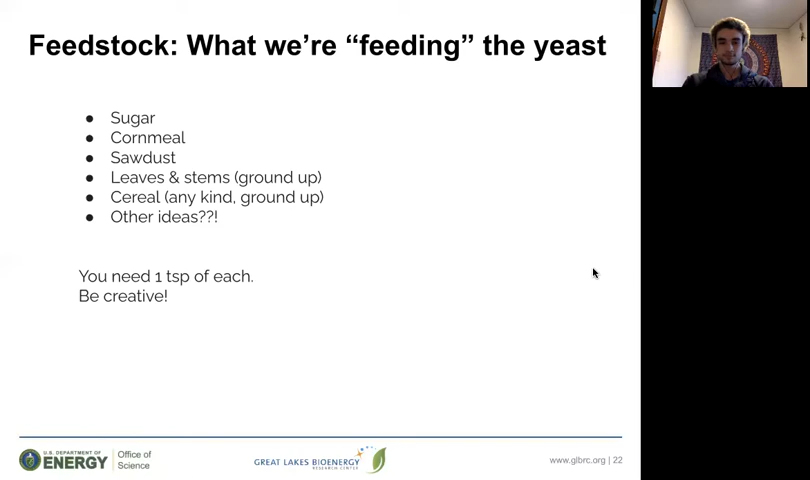 Feedstock: What we're “feeding” the yeast
● Sugar
● Cornmeal
● Sawdust
● Leaves & stems (ground up)
● Cereal (any kind, ground up)
● Other ideas??!
You need 1 tsp of each.
Be creative!
U.S. DEPARTMENT OF
ENERGY
Office of
Science
GREAT LAKES BIOENERGY
RESEARCH CENTER
www.glbrc.org | 22